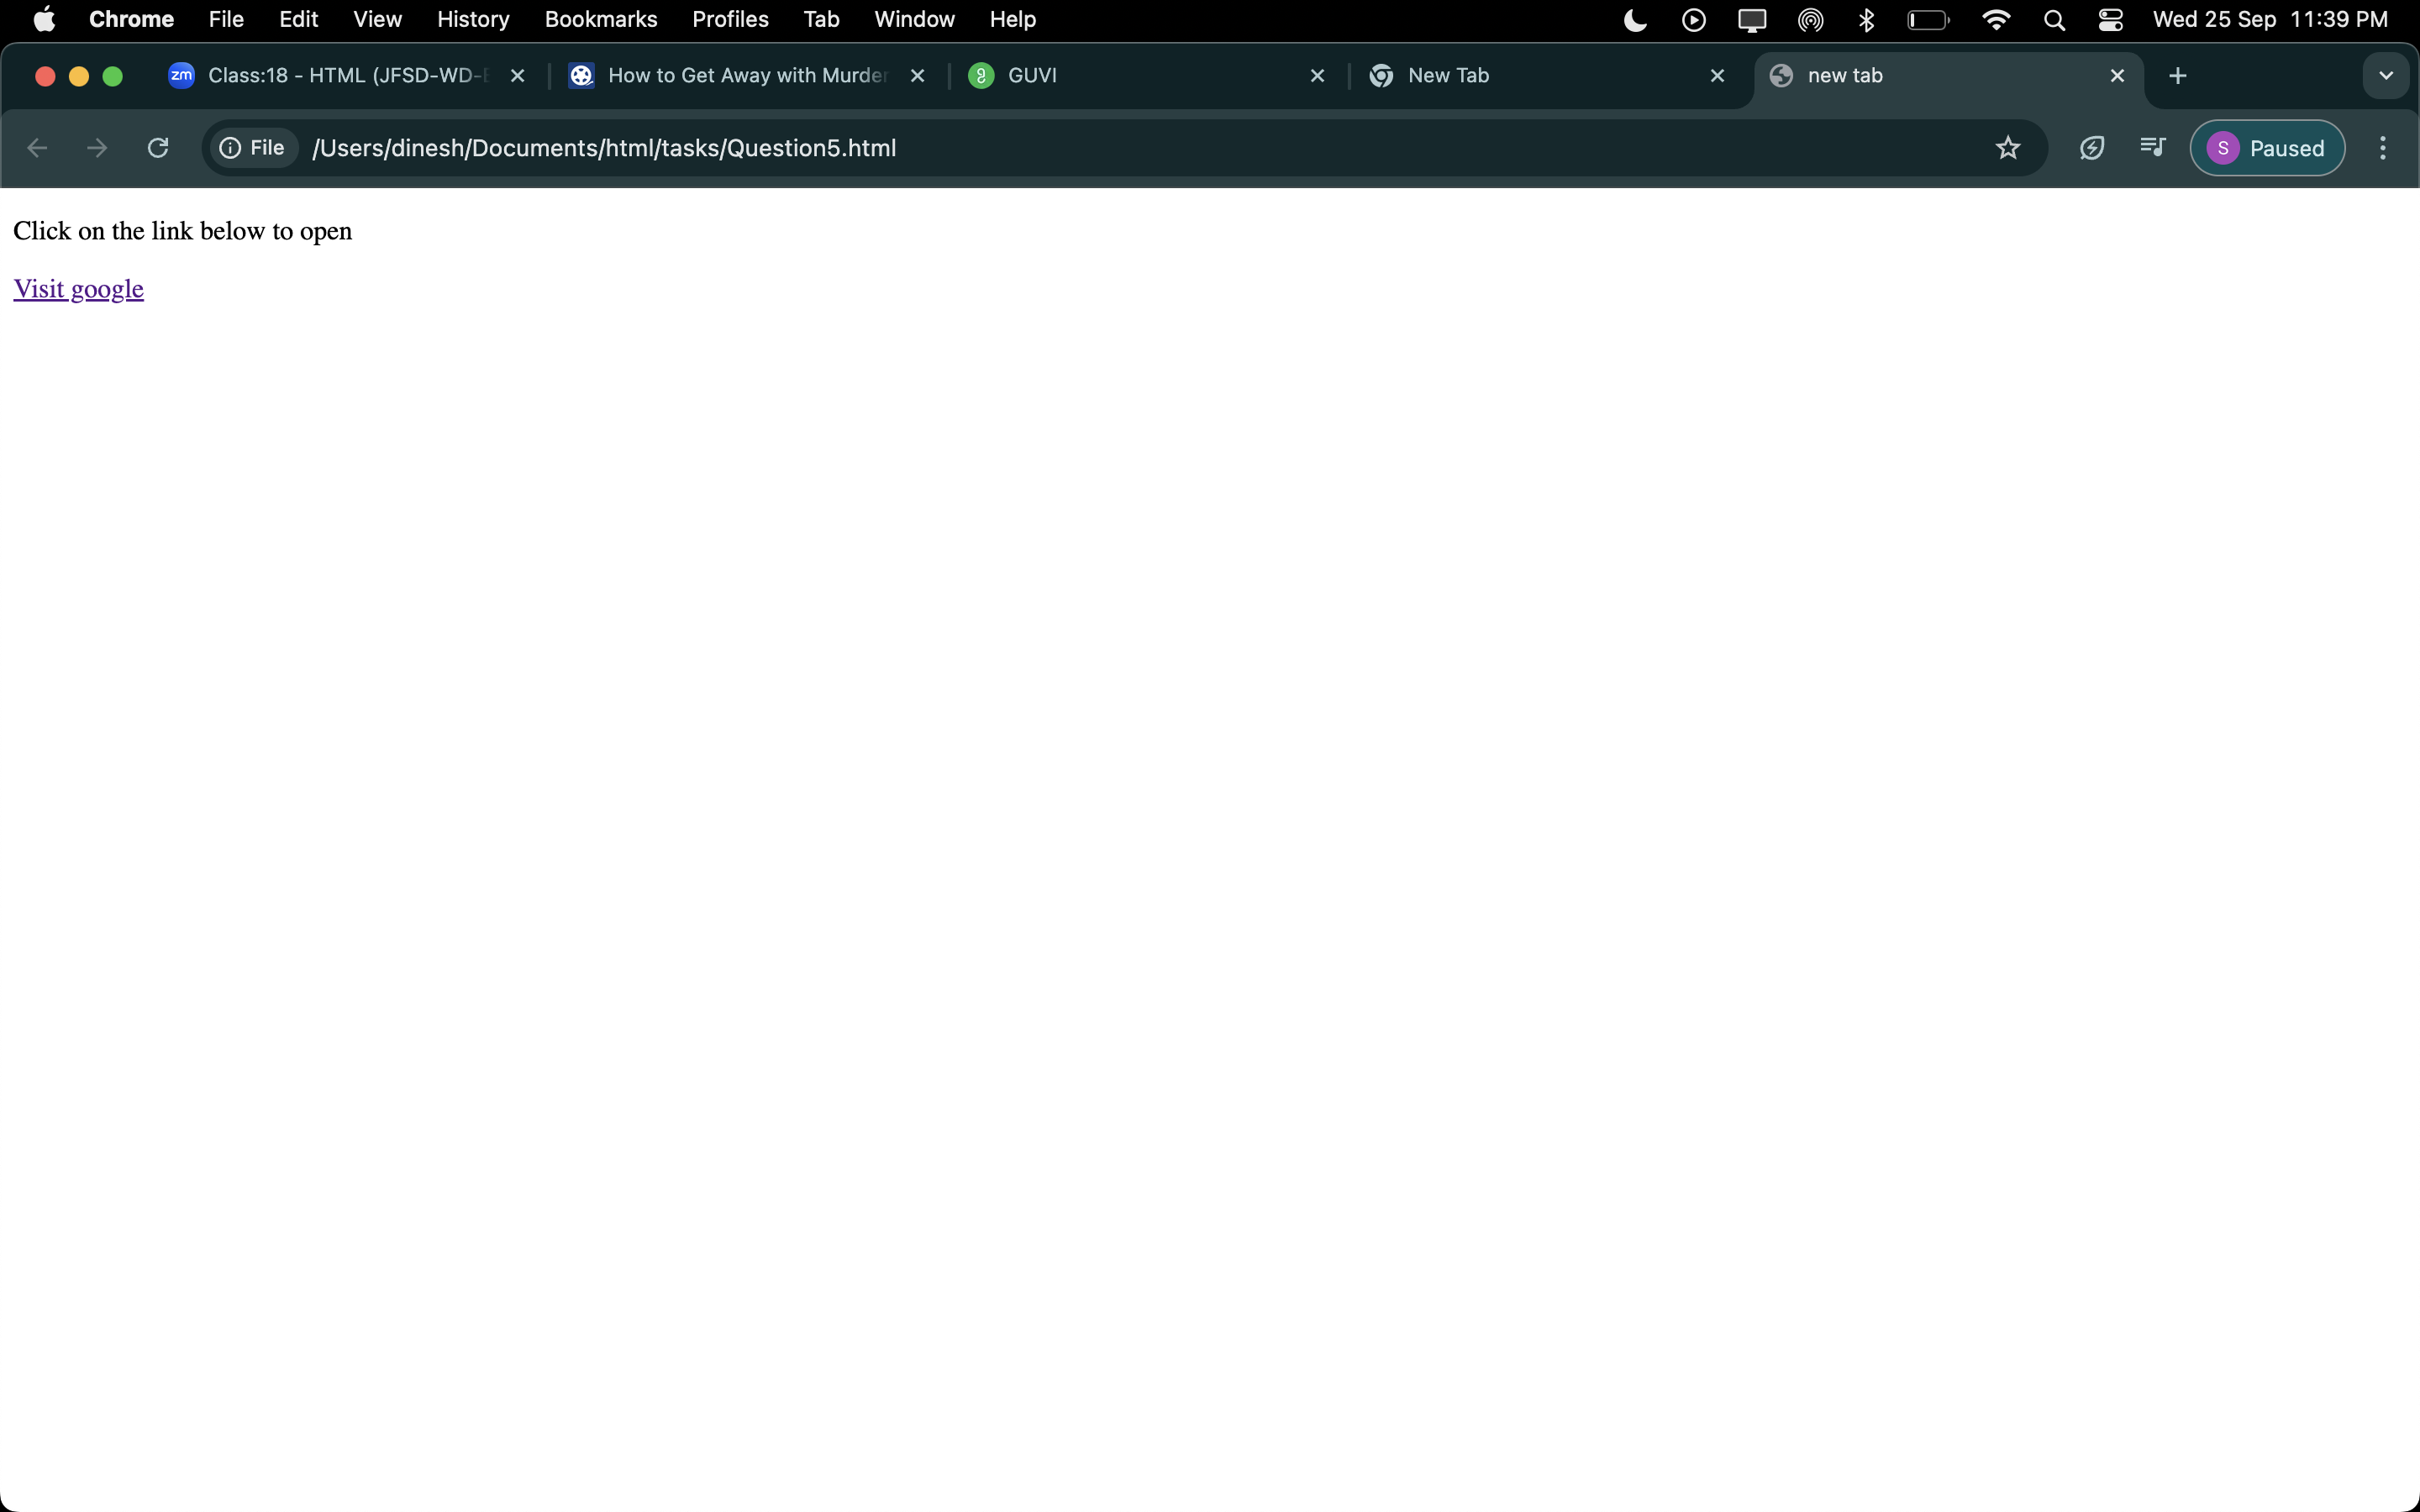 Chrome File Edit View History Bookmarks Profiles Tab Window Help Wed 25 Sep 11:39 PM
zm Class:18 - HTML (JFSD-WD- How to Get Away with Murder GUVI New Tab new tab
File /Users/dinesh/Documents/html/tasks/Question5.html S Paused
Click on the link below to open
Visit google